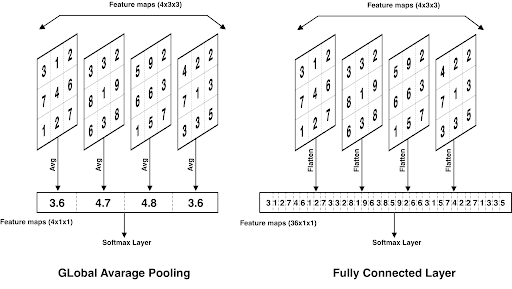 Feature maps (4x3x3)
3 1 2
7 4 6
1 2 7
3 3 2
8 1 9
6 3 8
5 9 2
6 6 3
1 5 7
4 2 2
7 1 3
3 3 5
Avg
Avg
Avg
Avg
3.6 4.7 4.8 3.6
Feature maps (4x1x1)
Softmax Layer
GLobal Avarage Pooling
Feature maps (4x3x3)
3 1 2
7 4 6
1 2 7
3 3 2
8 1 9
6 3 8
5 9 2
6 6 3
1 5 7
4 2 2
7 1 3
3 3 5
Flatten
Flatten
Flatten
Flatten
3 1 2 7 4 6 1 2 7 3 3 2 8 1 9 6 3 8 5 9 2 6 6 3 1 5 7 4 2 2 7 1 3 3 5
Feature maps (36x1x1)
Softmax Layer
Fully Connected Layer